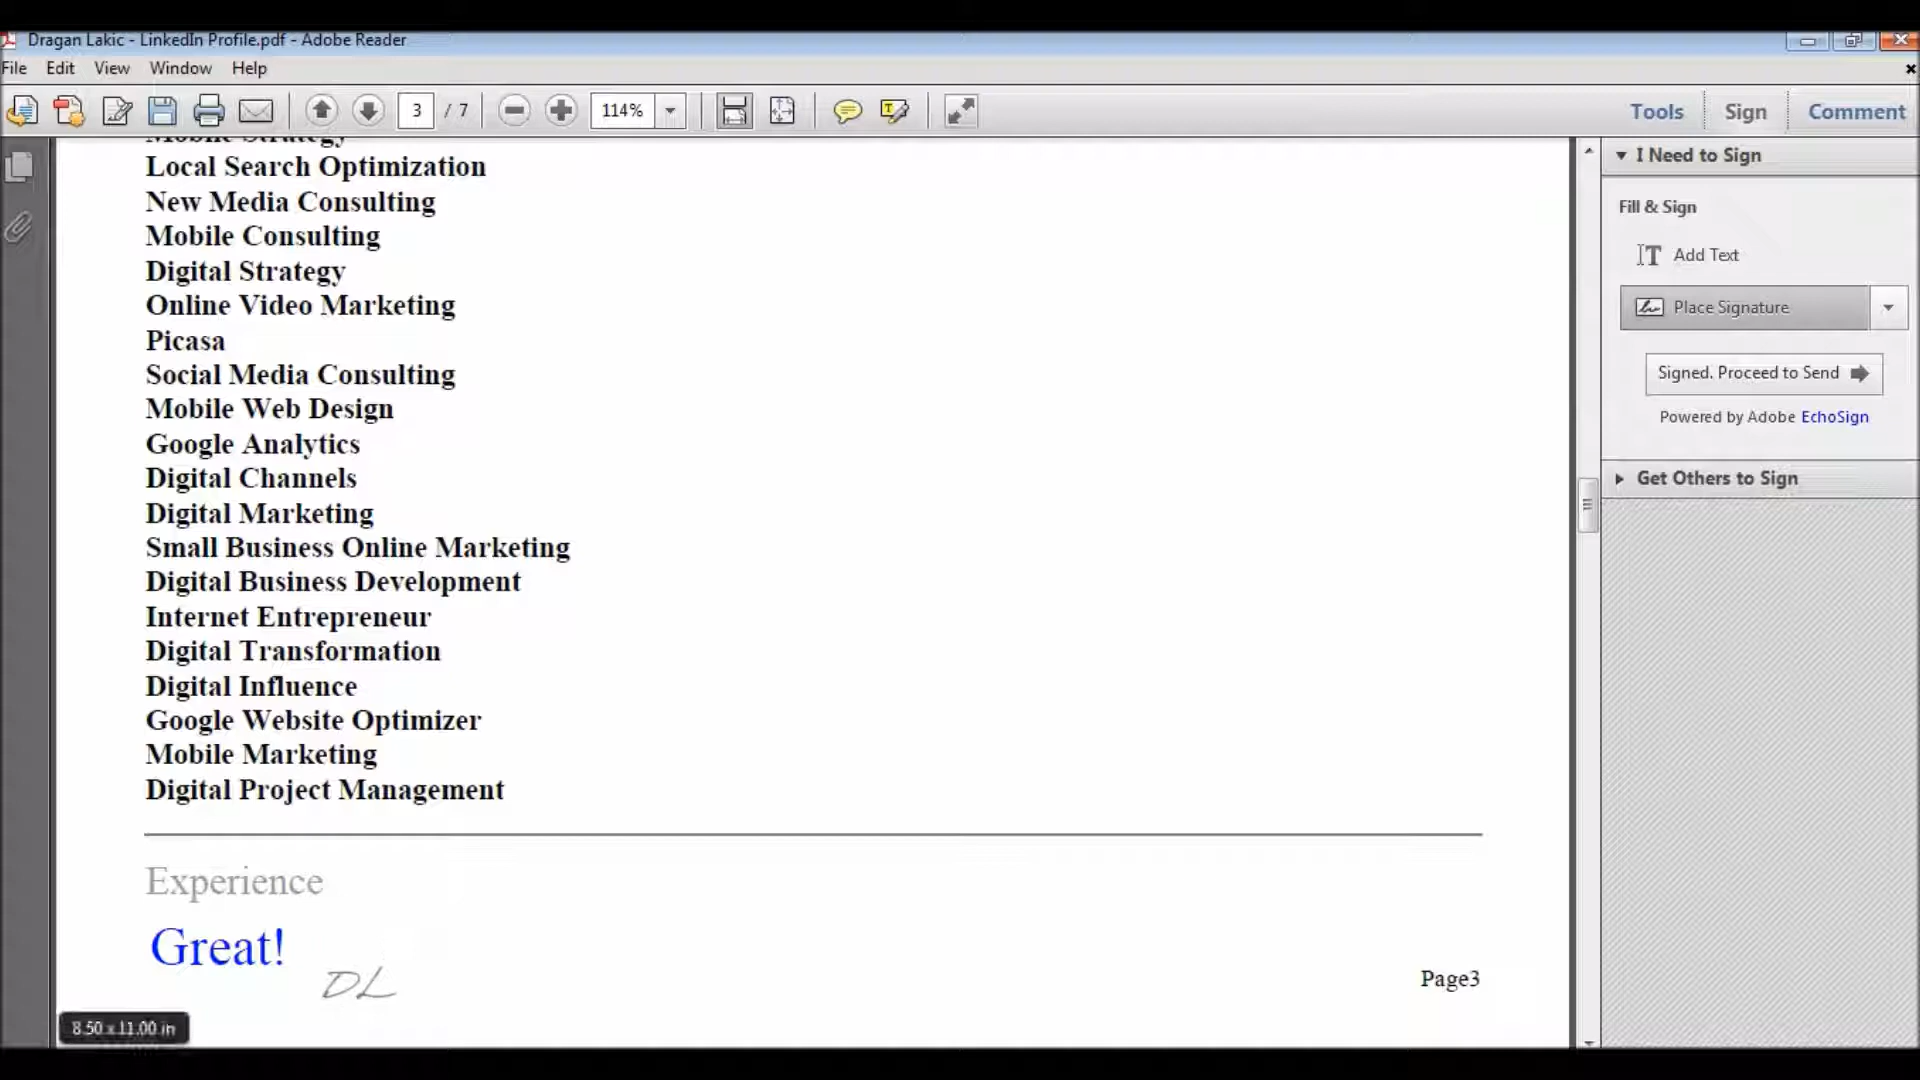 Dragan Lakic - LinkedIn Profile.pdf - Adobe Reader
File Edit View Window Help
3 / 7 114% Tools Sign Comment
Mobile Strategy
Local Search Optimization
New Media Consulting
Mobile Consulting
Digital Strategy
Online Video Marketing
Picasa
Social Media Consulting
Mobile Web Design
Google Analytics
Digital Channels
Digital Marketing
Small Business Online Marketing
Digital Business Development
Internet Entrepreneur
Digital Transformation
Digital Influence
Google Website Optimizer
Mobile Marketing
Digital Project Management
Experience
Great!
DL
Page3
8.50 x 11.00 in
I Need to Sign
Fill & Sign
Add Text
Place Signature
Signed. Proceed to Send
Powered by Adobe EchoSign
Get Others to Sign